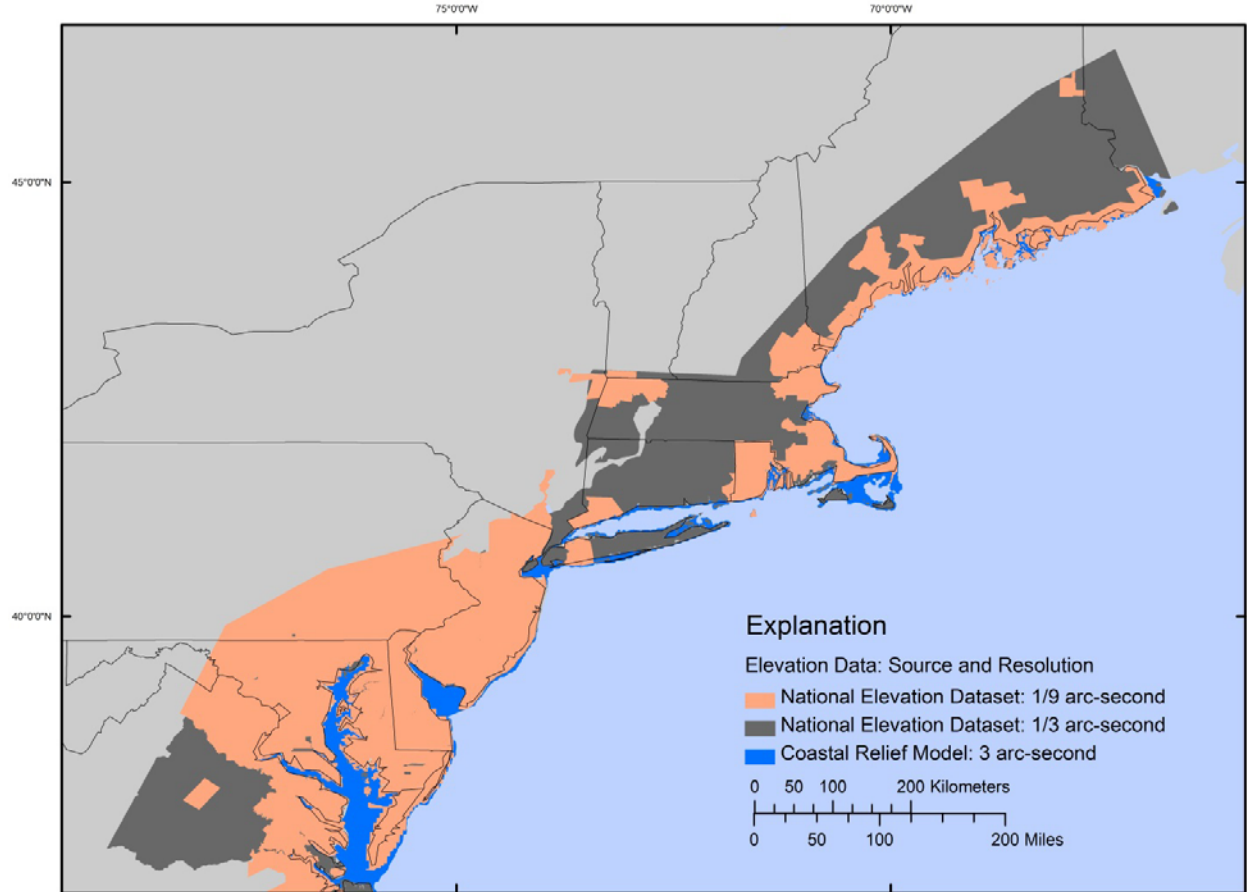 75°0'0"W 70°0'0"W
45°0'0"N
40°0'0"N
Explanation
Elevation Data: Source and Resolution
National Elevation Dataset: 1/9 arc-second
National Elevation Dataset: 1/3 arc-second
Coastal Relief Model: 3 arc-second
0 50 100 200 Kilometers
0 50 100 200 Miles